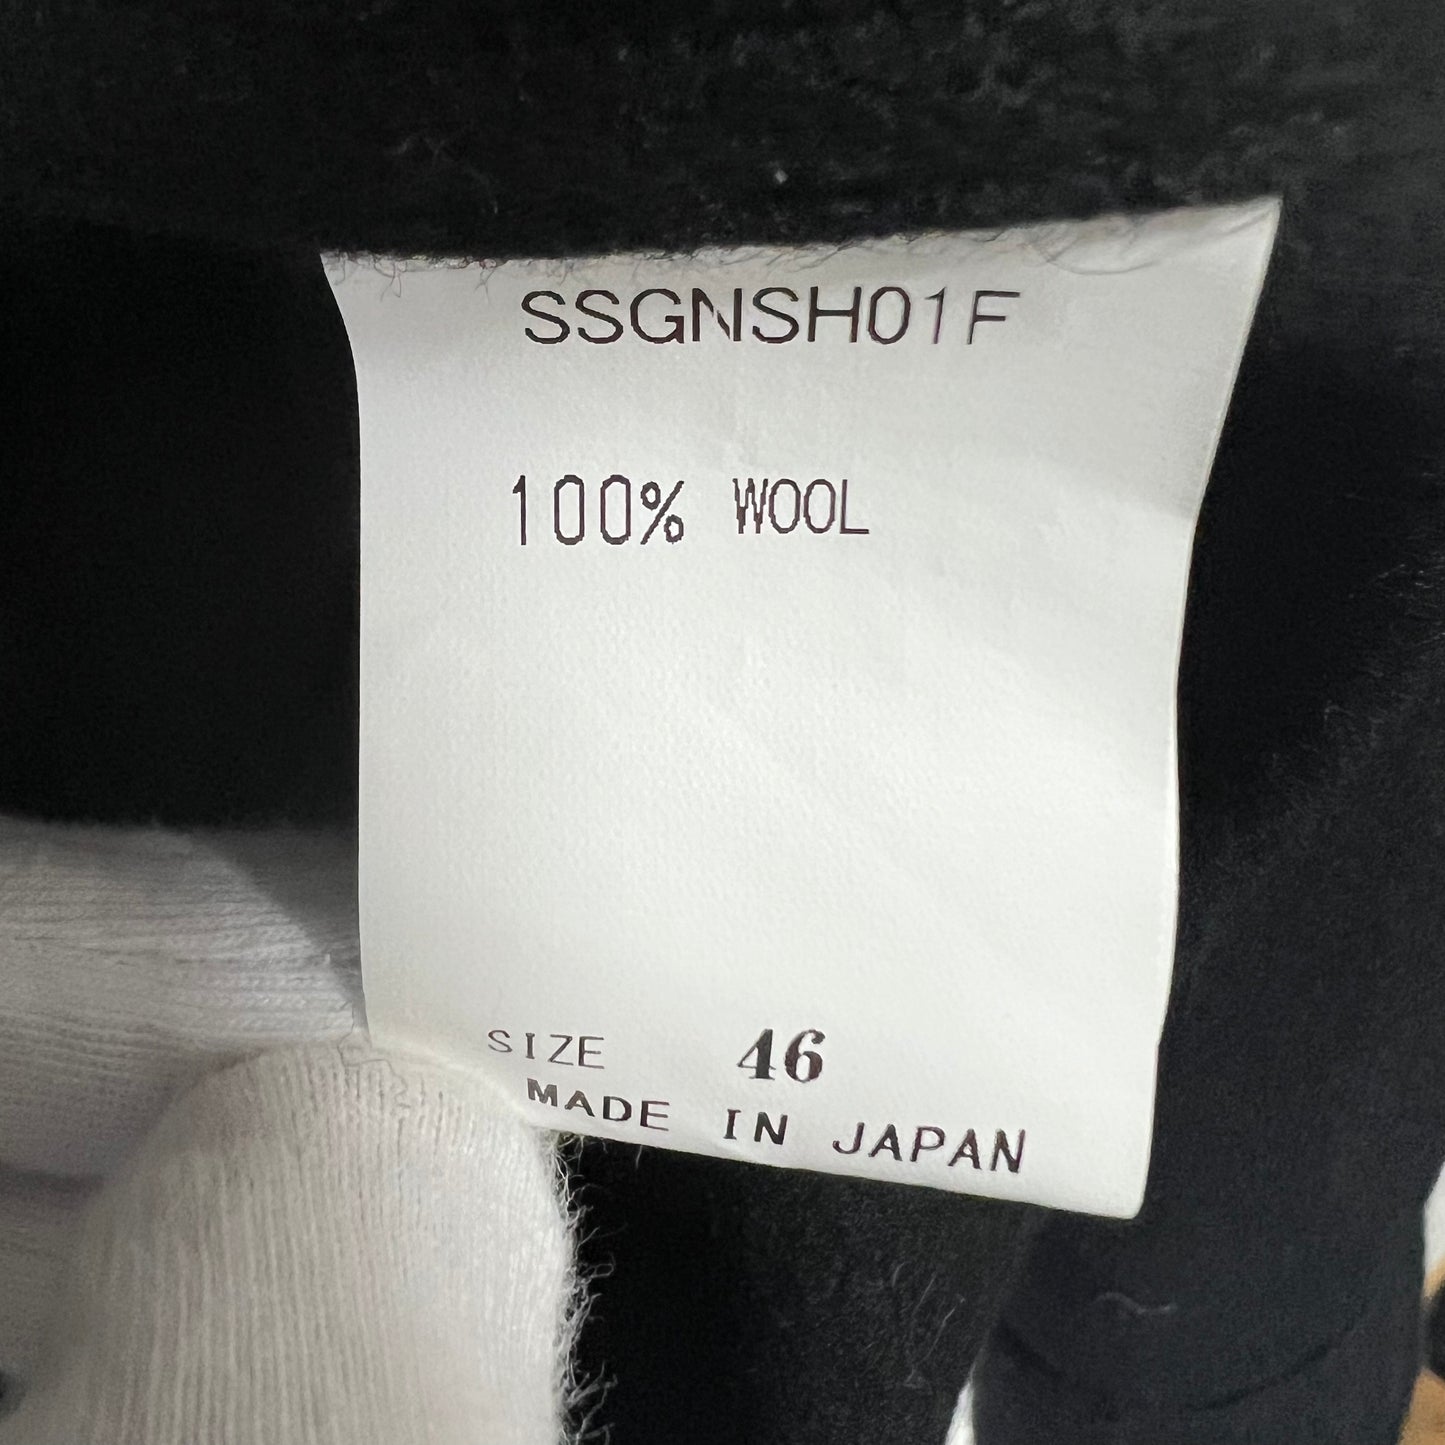 SSGNSH01F
100% WOOL
SIZE 46
MADE IN JAPAN